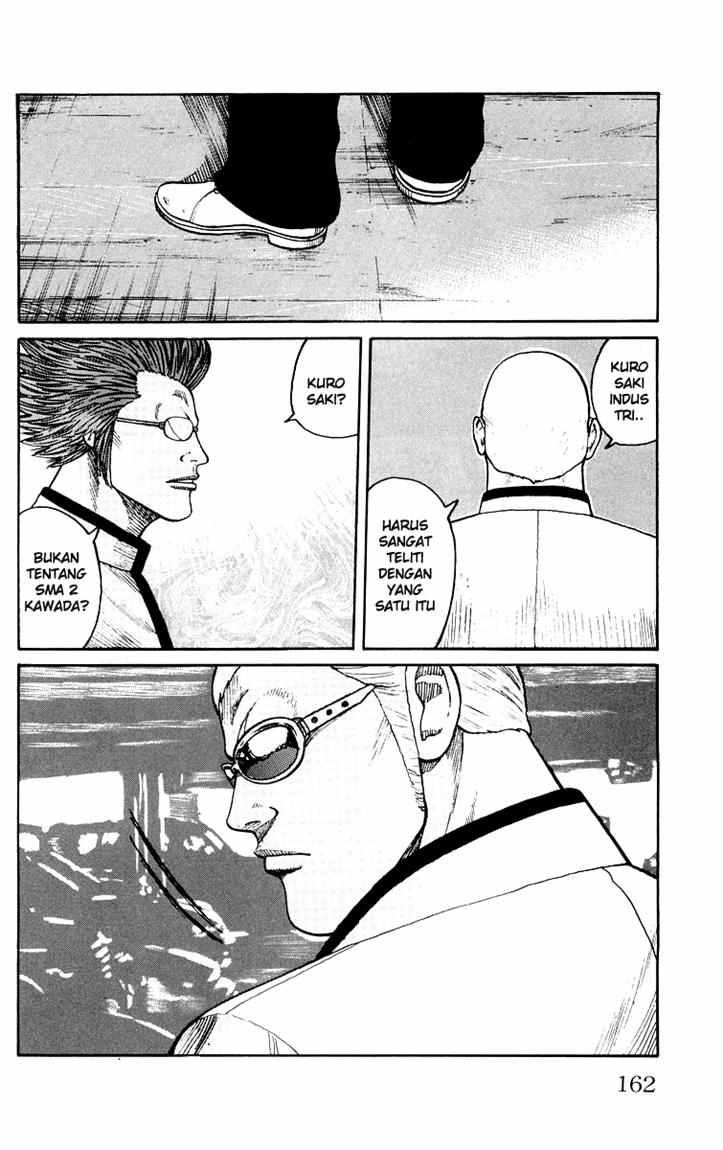 KURO
SAKI
INDUS
TRI..
HARUS
SANGAT
TELITI
DENGAN
YANG
SATU ITU
KURO
SAKI?
BUKAN
TENTANG
SMA 2
KAWADA?
162